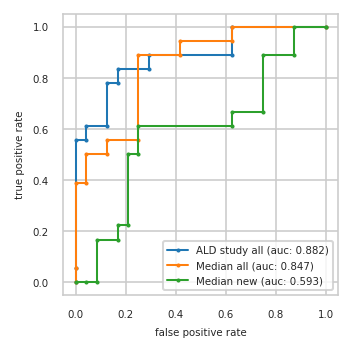 1.0
0.8
0.6
0.4
0.2
0.0
true positive rate
ALD study all (auc: 0.882)
Median all (auc: 0.847)
Median new (auc: 0.593)
0.0 0.2 0.4 0.6 0.8 1.0
false positive rate